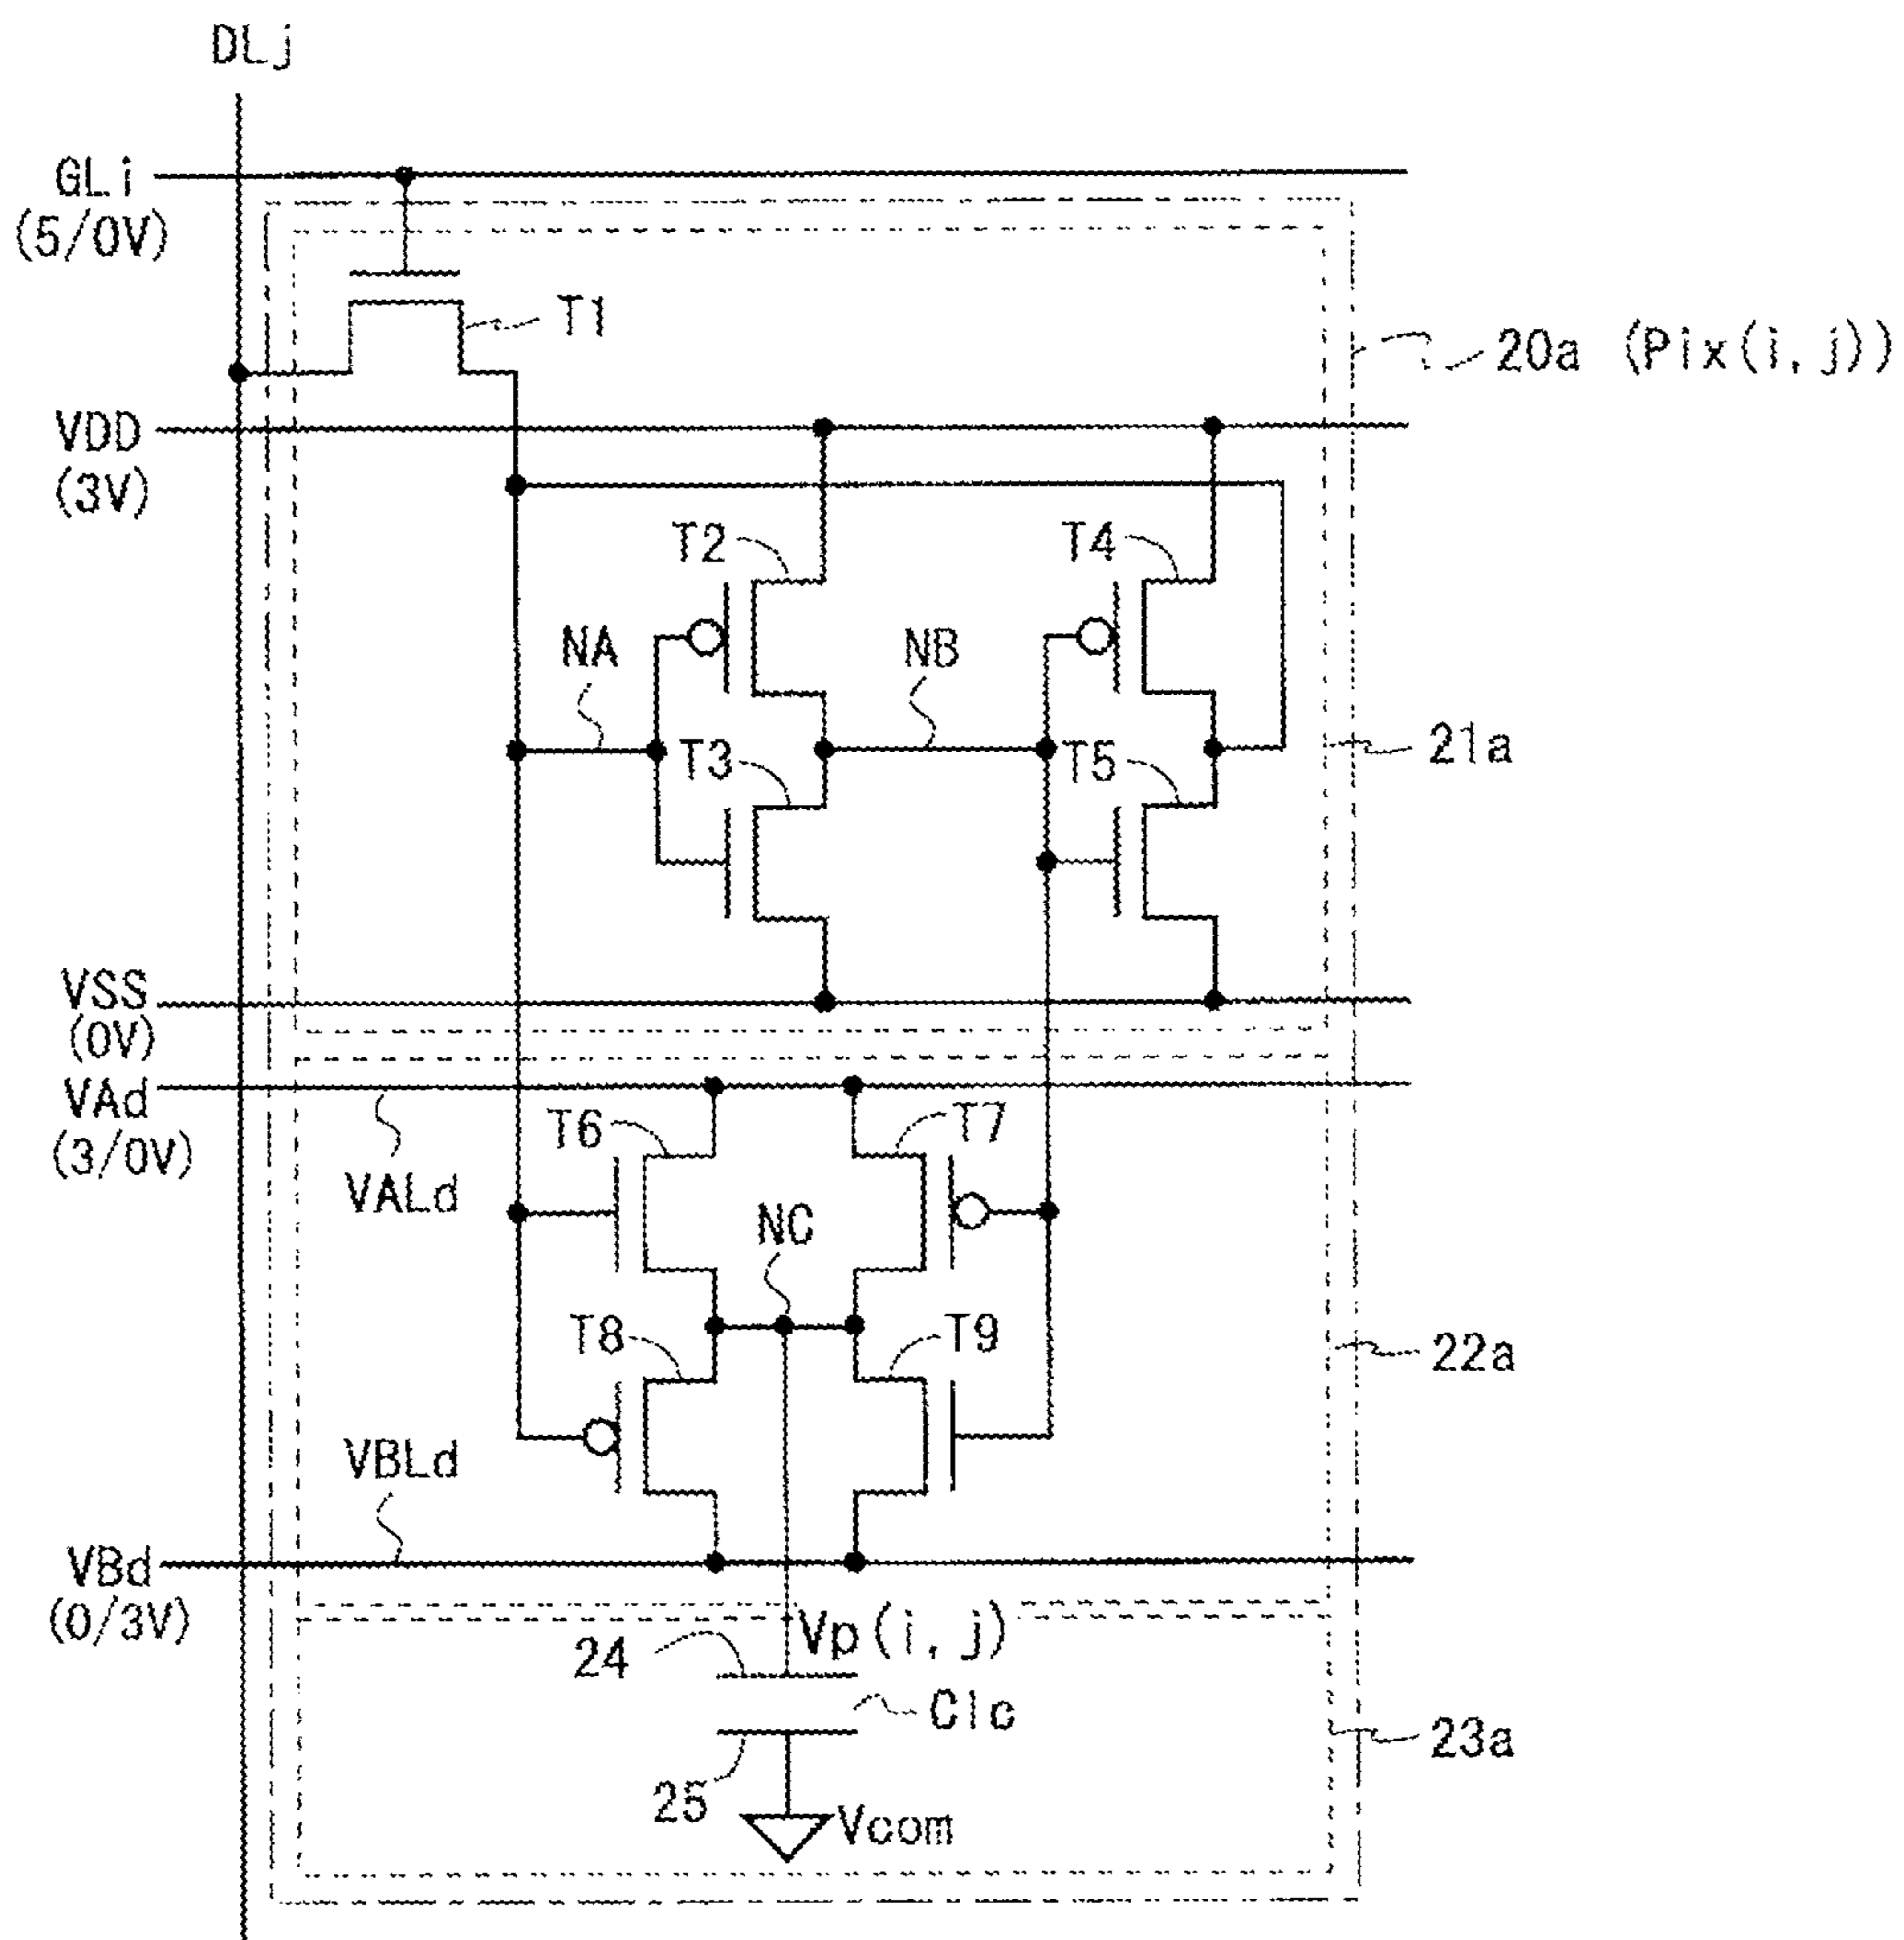 DLj
GLi
(5/0V)
T1
20a (Pix(i, j))
VDD
(3V)
T2
T4
NA
NB
T3
T5
21a
VSS
(0V)
VAd
(3/0V)
T6
T7
VALd
NC
T8
T9
22a
VBLd
VBd
(0/3V)
Vp(i, j)
24
Clc
23a
25
Vcom